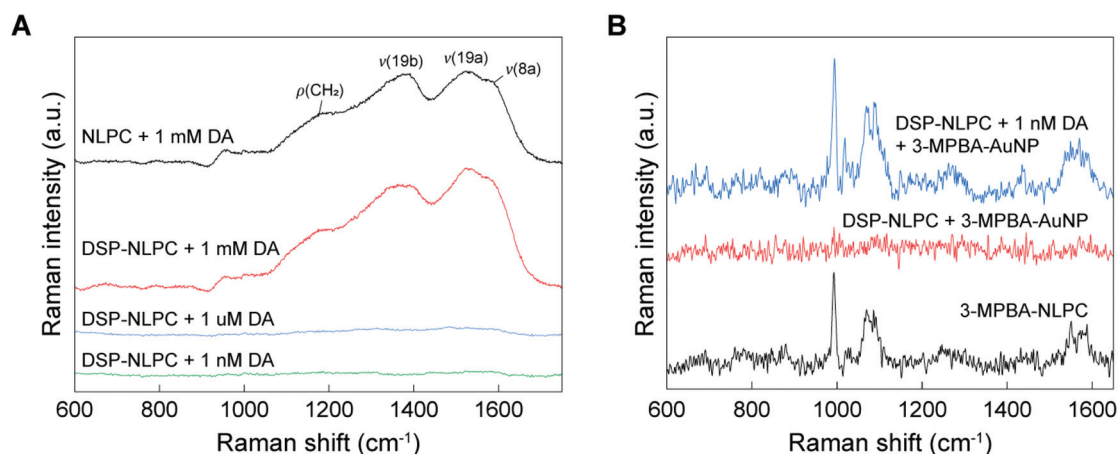 A
ρ(CH₂)
ν(19b)
ν(19a)
ν(8a)
NLPC + 1 mM DA
DSP-NLPC + 1 mM DA
DSP-NLPC + 1 uM DA
DSP-NLPC + 1 nM DA
Raman intensity (a.u.)
600 800 1000 1200 1400 1600
Raman shift (cm⁻¹)
B
DSP-NLPC + 1 nM DA
+ 3-MPBA-AuNP
DSP-NLPC + 3-MPBA-AuNP
3-MPBA-NLPC
Raman intensity (a.u.)
600 800 1000 1200 1400 1600
Raman shift (cm⁻¹)